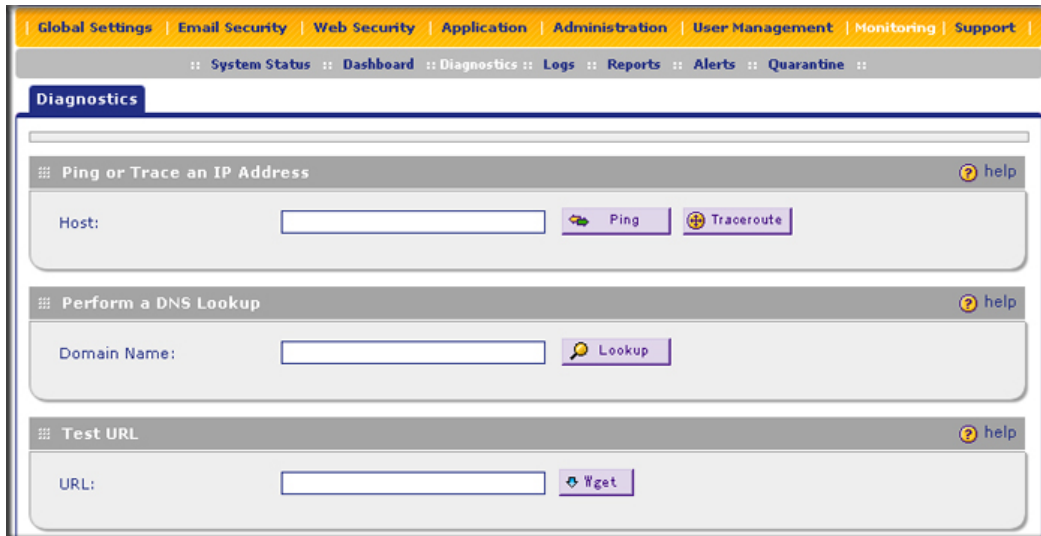 | Global Settings | Email Security | Web Security | Application | Administration | User Management | Monitoring | Support |
:: System Status :: Dashboard :: Diagnostics :: Logs :: Reports :: Alerts :: Quarantine ::
Diagnostics
Ping or Trace an IP Address ? help
Host: Ping Traceroute
Perform a DNS Lookup ? help
Domain Name: Lookup
Test URL ? help
URL: Wget